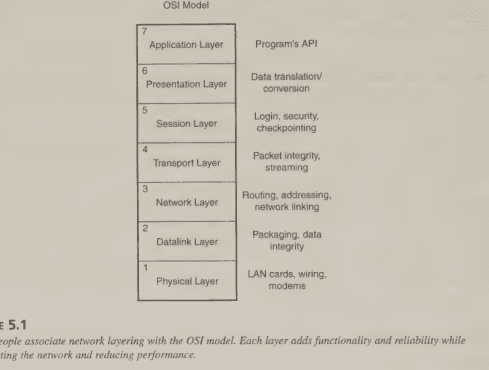 OSI Model
7
Application Layer
Program's API
6
Presentation Layer
Data translation/
conversion
5
Session Layer
Login, security,
checkpointing
4
Transport Layer
Packet integrity,
streaming
3
Network Layer
Routing, addressing,
network linking
2
Datalink Layer
Packaging, data
integrity
1
Physical Layer
LAN cards, wiring,
modems
E 5.1
eople associate network layering with the OSI model. Each layer adds functionality and reliability while
ting the network and reducing performance.